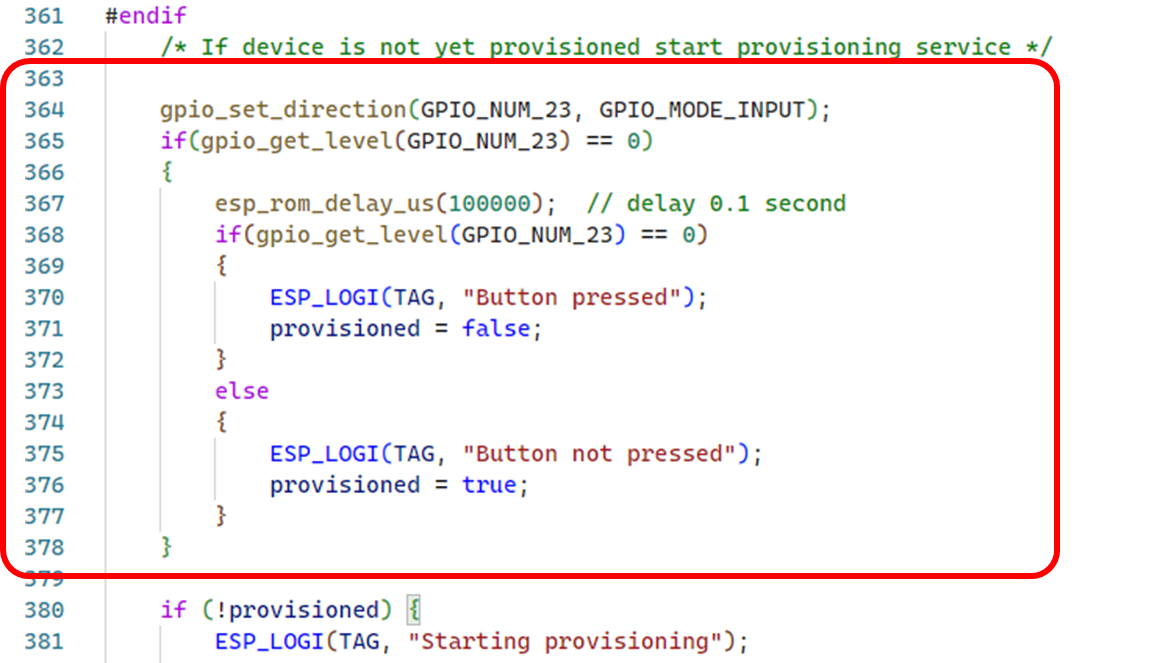 361 #endif
362 /* If device is not yet provisioned start provisioning service */
363
364 gpio_set_direction(GPIO_NUM_23, GPIO_MODE_INPUT);
365 if(gpio_get_level(GPIO_NUM_23) == 0)
366 {
367 esp_rom_delay_us(100000);  // delay 0.1 second
368 if(gpio_get_level(GPIO_NUM_23) == 0)
369 {
370 ESP_LOGI(TAG, "Button pressed");
371 provisioned = false;
372 }
373 else
374 {
375 ESP_LOGI(TAG, "Button not pressed");
376 provisioned = true;
377 }
378 }
379
380 if (!provisioned) {
381 ESP_LOGI(TAG, "Starting provisioning");